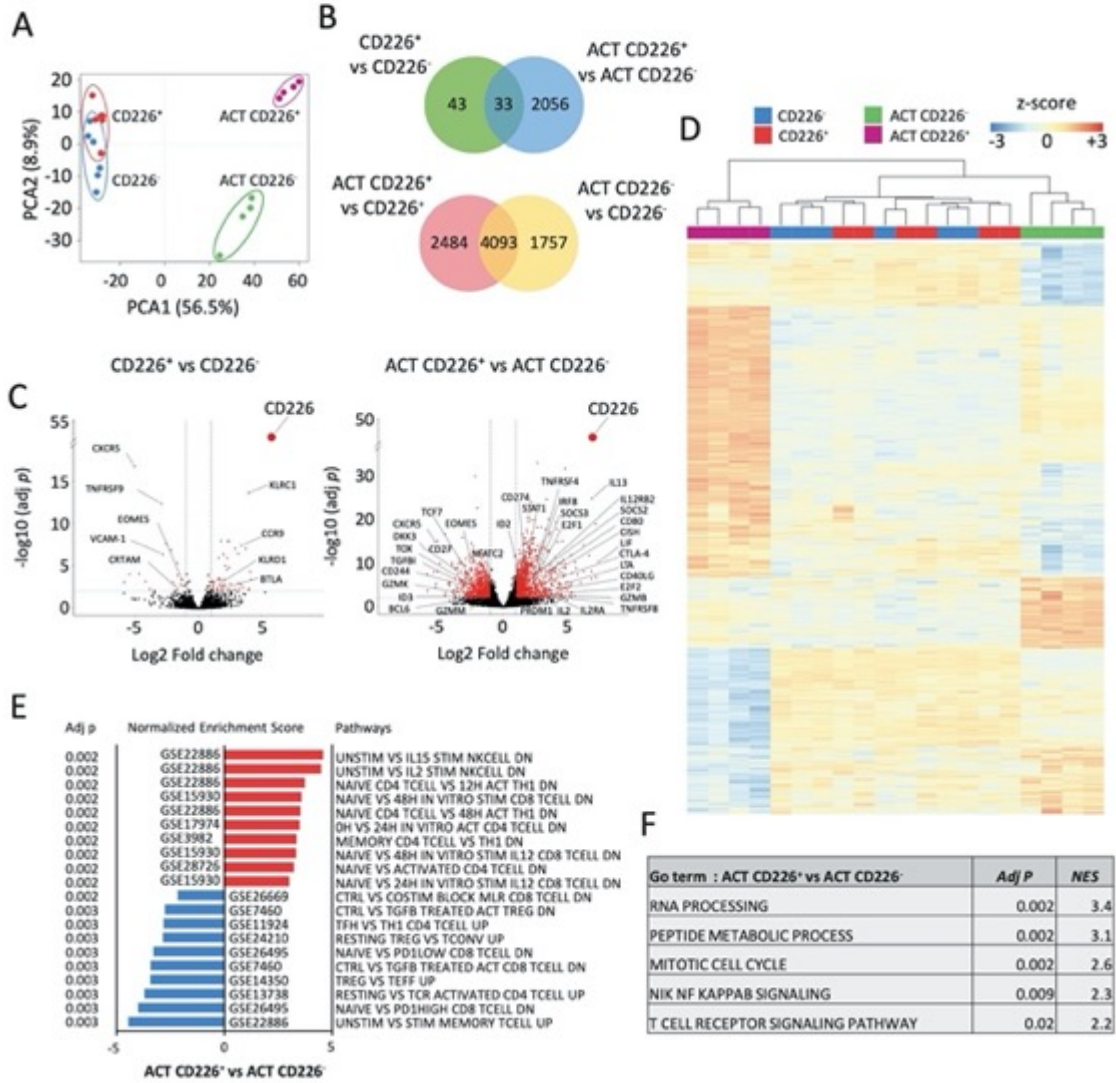 A
20
10
0
-10
-20
-30
PCA2 (8.9%)
CD226⁺
CD226⁻
ACT CD226⁺
ACT CD226⁻
-20 0 20 40 60
PCA1 (56.5%)
B
CD226⁺
vs CD226⁻
ACT CD226⁺
vs ACT CD226⁻
43 33 2056
ACT CD226⁺
vs CD226⁺
ACT CD226⁻
vs CD226⁻
2484 4093 1757
C
CD226⁺ vs CD226⁻
55
15
10
5
0
-log10 (adj p)
CD226
CXCR5
TNFRSF9
EOMES
VCAM-1
CRTAM
KLRC1
CCR9
KLRD1
BTLA
-5 0 5
Log2 Fold change
ACT CD226⁺ vs ACT CD226⁻
50
30
20
10
0
-log10 (adj p)
CD226
TCF7
CXCR5
EOMES
DKK3
TOX
CD27
NFATC2
TGFBI
CD244
GZMK
ID3
BCL6
GZMM
TNFRSF4
CD274
STAT1
ID2
IRF8
SOCS3
E2F1
IL13
IL12RB2
SOCS2
CD80
CISH
LIF
CTLA-4
LTA
CD40LG
E2F2
GZMB
TNFRSF8
PRDM1
IL2
IL2RA
-5 0 5
Log2 Fold change
D
CD226⁻
CD226⁺
ACT CD226⁻
ACT CD226⁺
z-score
-3 0 +3
E
Adj p Normalized Enrichment Score Pathways
0.002 GSE22886 UNSTIM VS IL15 STIM NKCELL DN
0.002 GSE22886 UNSTIM VS IL2 STIM NKCELL DN
0.002 GSE22886 NAIVE CD4 TCELL VS 12H ACT TH1 DN
0.002 GSE15930 NAIVE VS 48H IN VITRO STIM CD8 TCELL DN
0.002 GSE22886 NAIVE CD4 TCELL VS 48H ACT TH1 DN
0.002 GSE17974 0H VS 24H IN VITRO ACT CD4 TCELL DN
0.002 GSE3982 MEMORY CD4 TCELL VS TH1 DN
0.002 GSE15930 NAIVE VS 48H IN VITRO STIM IL12 CD8 TCELL DN
0.002 GSE28726 NAIVE VS ACTIVATED CD4 TCELL DN
0.002 GSE15930 NAIVE VS 24H IN VITRO STIM IL12 CD8 TCELL DN
0.002 GSE26669 CTRL VS COSTIM BLOCK MLR CD8 TCELL DN
0.003 GSE7460 CTRL VS TGFB TREATED ACT TREG DN
0.003 GSE11924 TFH VS TH1 CD4 TCELL UP
0.003 GSE24210 RESTING TREG VS TCONV UP
0.003 GSE26495 NAIVE VS PD1LOW CD8 TCELL DN
0.003 GSE7460 CTRL VS TGFB TREATED ACT CD8 TCELL DN
0.003 GSE14350 TREG VS TEFF UP
0.003 GSE13738 RESTING VS TCR ACTIVATED CD4 TCELL UP
0.003 GSE26495 NAIVE VS PD1HIGH CD8 TCELL DN
0.003 GSE22886 UNSTIM VS STIM MEMORY TCELL UP
-5 0 5
ACT CD226⁺ vs ACT CD226⁻
F
Go term : ACT CD226⁺ vs ACT CD226⁻ Adj P NES
RNA PROCESSING 0.002 3.4
PEPTIDE METABOLIC PROCESS 0.002 3.1
MITOTIC CELL CYCLE 0.002 2.6
NIK NF KAPPAB SIGNALING 0.009 2.3
T CELL RECEPTOR SIGNALING PATHWAY 0.02 2.2